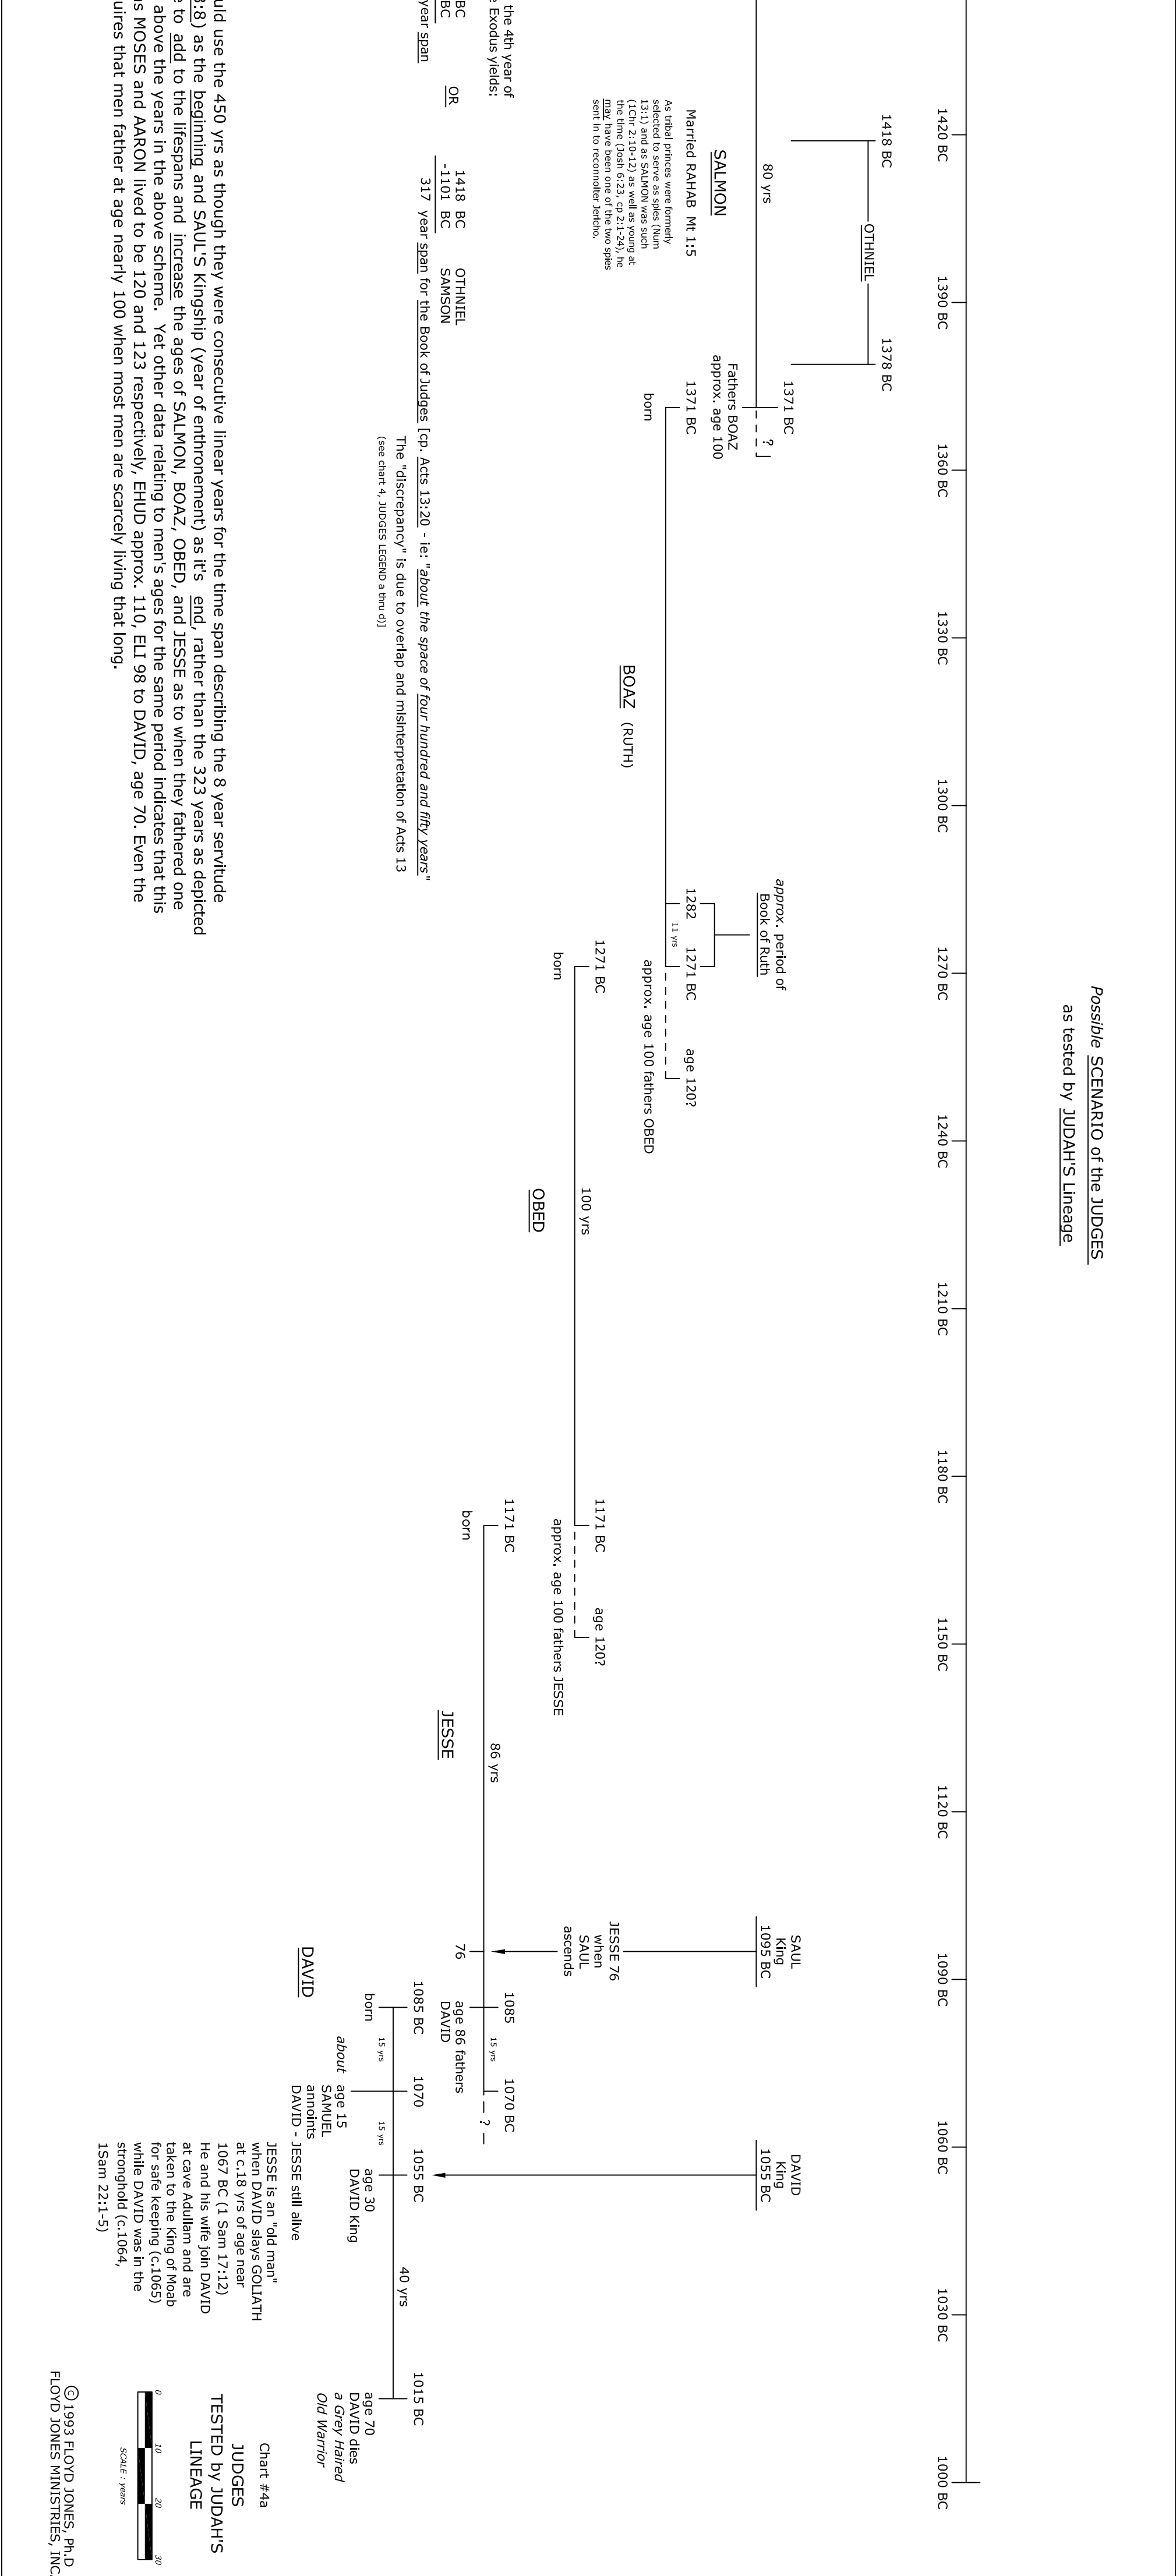 Possible SCENARIO of the JUDGES
as tested by JUDAH'S Lineage
1420 BC
1390 BC
1360 BC
1330 BC
1300 BC
1270 BC
1240 BC
1210 BC
1180 BC
1150 BC
1120 BC
1090 BC
1060 BC
1030 BC
1000 BC
1418 BC
OTHNIEL
1378 BC
80 yrs
SALMON
Married RAHAB Mt 1:5
As tribal princes were formerly
selected to serve as spies (Num
13:1) and as SALMON was such
(1Chr 2:10-12) as well as young at
the time (Josh 6:23, cp 2:1-24), he
may have been one of the two spies
sent in to reconnoiter Jericho.
1371 BC
?
Fathers BOAZ
approx. age 100
1371 BC
born
BOAZ (RUTH)
approx. period of
Book of Ruth
1282
11 yrs
1271 BC
age 120?
approx. age 100 fathers OBED
1271 BC
born
100 yrs
OBED
1171 BC
age 120?
approx. age 100 fathers JESSE
1171 BC
born
86 yrs
JESSE
SAUL
King
1095 BC
JESSE 76
when
SAUL
ascends
76
1085
15 yrs
1070 BC
?
age 86 fathers
DAVID
DAVID
King
1055 BC
DAVID
1085 BC
born
15 yrs
1070
about age 15
SAMUEL
annoints
DAVID - JESSE still alive
15 yrs
1055 BC
age 30
DAVID King
40 yrs
1015 BC
age 70
DAVID dies
a Grey Haired
Old Warrior
JESSE is an "old man"
when DAVID slays GOLIATH
at c.18 yrs of age near
1067 BC (1 Sam 17:12)
He and his wife join DAVID
at cave Adullam and are
taken to the King of Moab
for safe keeping (c.1065)
while DAVID was in the
stronghold (c.1064,
1Sam 22:1-5)
the 4th year of
Exodus yields:
BC
BC
year span
OR
1418 BC OTHNIEL
-1101 BC SAMSON
317 year span for the Book of Judges [cp. Acts 13:20 - ie: "about the space of four hundred and fifty years"
The "discrepancy" is due to overlap and misinterpretation of Acts 13
(see chart 4, JUDGES LEGEND a thru d)]
uld use the 450 yrs as though they were consecutive linear years for the time span describing the 8 year servitude
3:8) as the beginning and SAUL'S Kingship (year of enthronement) as it's end, rather than the 323 years as depicted
to add to the lifespans and increase the ages of SALMON, BOAZ, OBED, and JESSE as to when they fathered one
above the years in the above scheme. Yet other data relating to men's ages for the same period indicates that this
as MOSES and AARON lived to be 120 and 123 respectively, EHUD approx. 110, ELI 98 to DAVID, age 70. Even the
uires that men father at age nearly 100 when most men are scarcely living that long.
Chart #4a
JUDGES
TESTED by JUDAH'S
LINEAGE
0 10 20 30
SCALE : years
© 1993 FLOYD JONES, Ph.D
FLOYD JONES MINISTRIES, INC